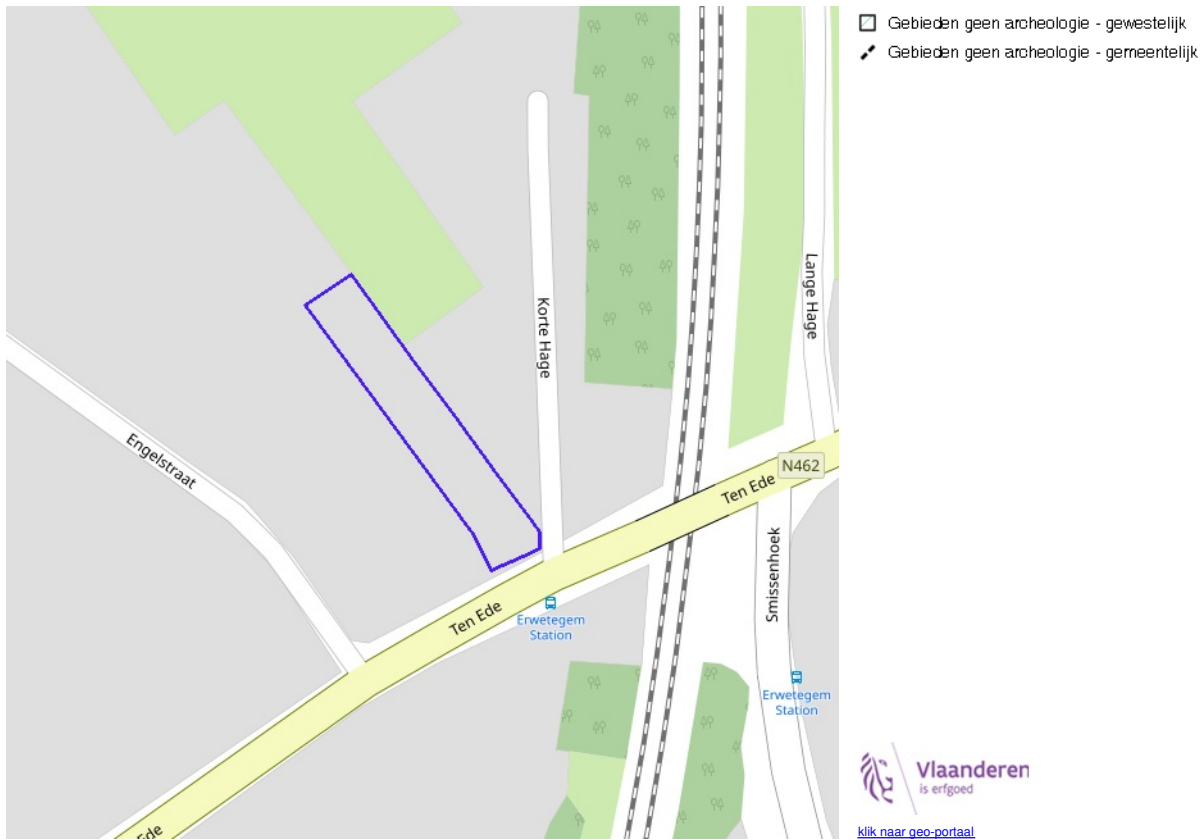 Gebieden geen archeologie - gewestelijk
Gebieden geen archeologie - gemeentelijk
Korte Hage
Lange Hage
Engelstraat
N462
Ten Ede
Ten Ede
Erwetegem
Station
Smissenhoek
Erwetegem
Station
Ede
Vlaanderen
is erfgoed
klik naar geo-portaal